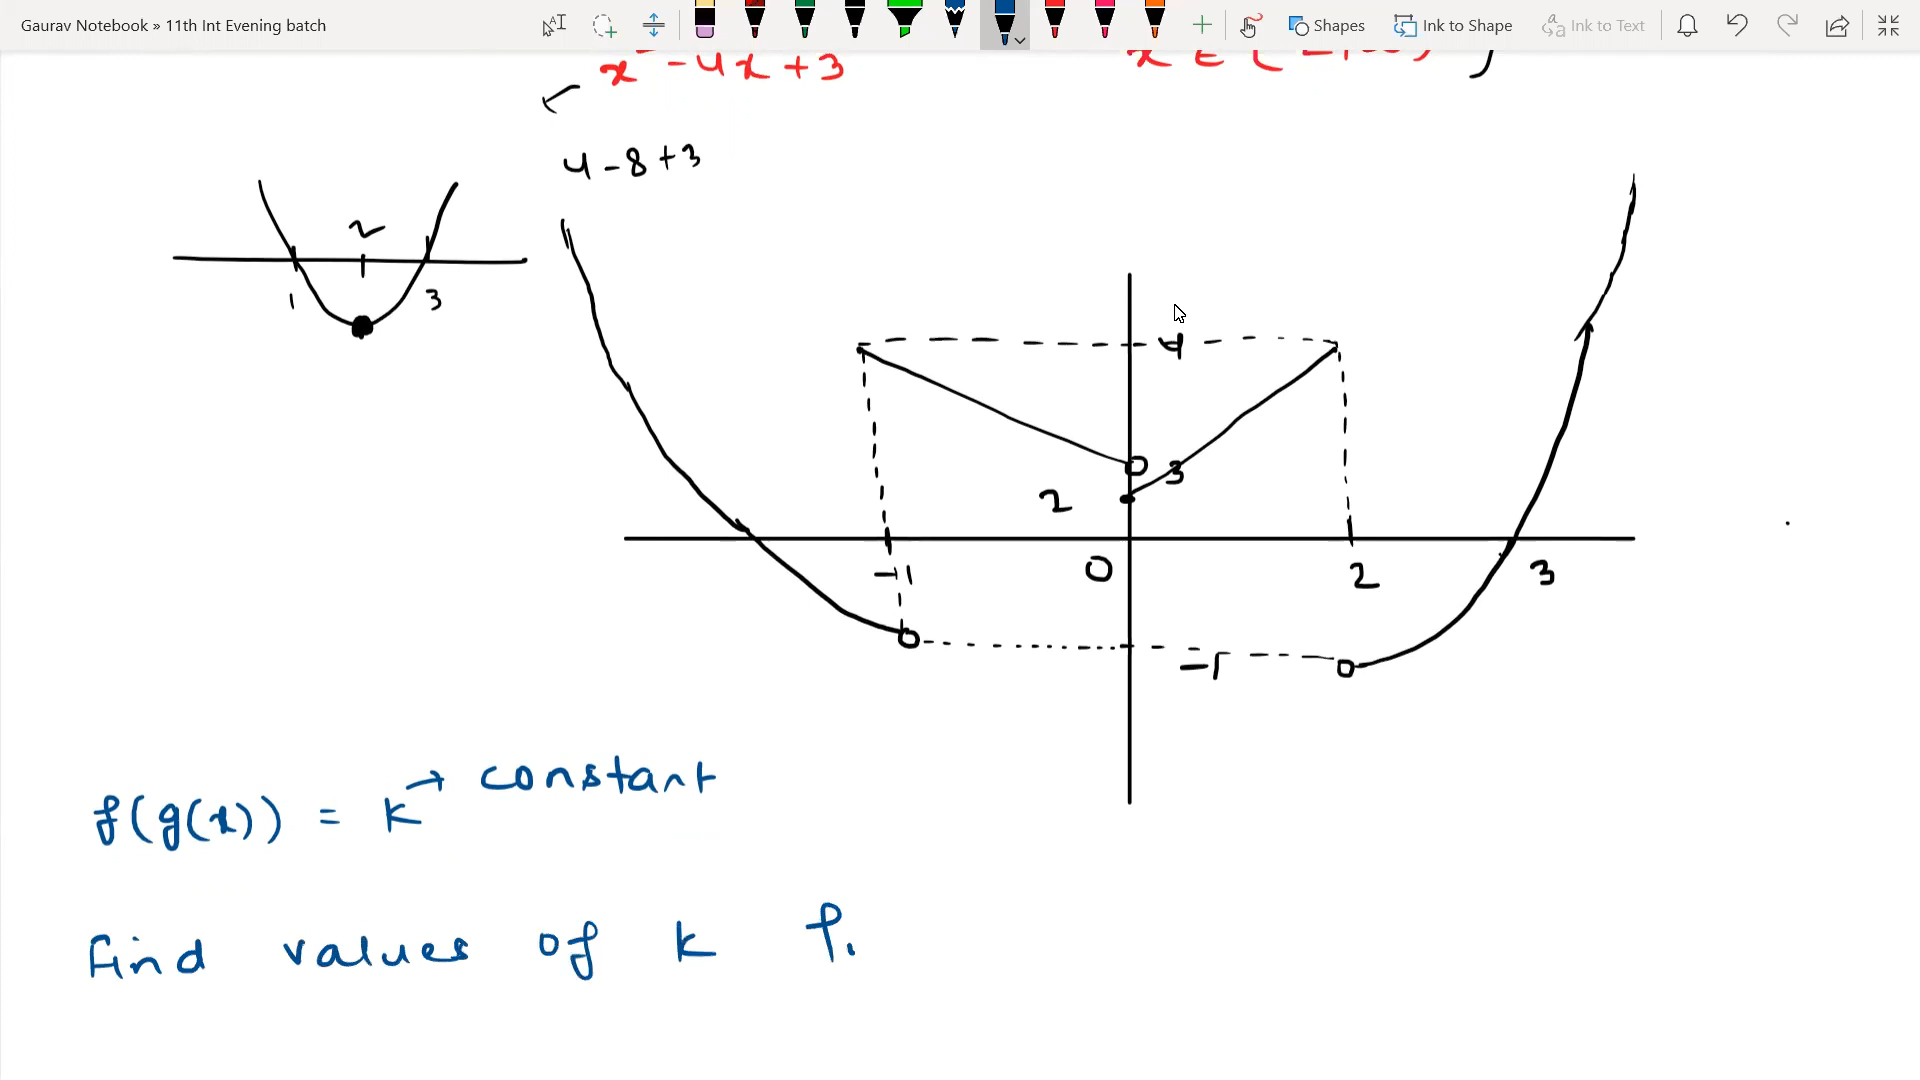 Gaurav Notebook » 11th Int Evening batch
Shapes
Ink to Shape
Ink to Text
x² - 4x + 3
x ∈ (
4 - 8 + 3
2
1
3
4
3
2
-1
0
2
3
-1
f(g(x)) = k → constant
Find values of k f.